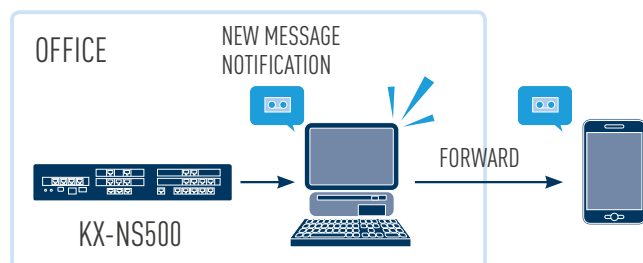 OFFICE
NEW MESSAGE
NOTIFICATION
FORWARD
KX-NS500